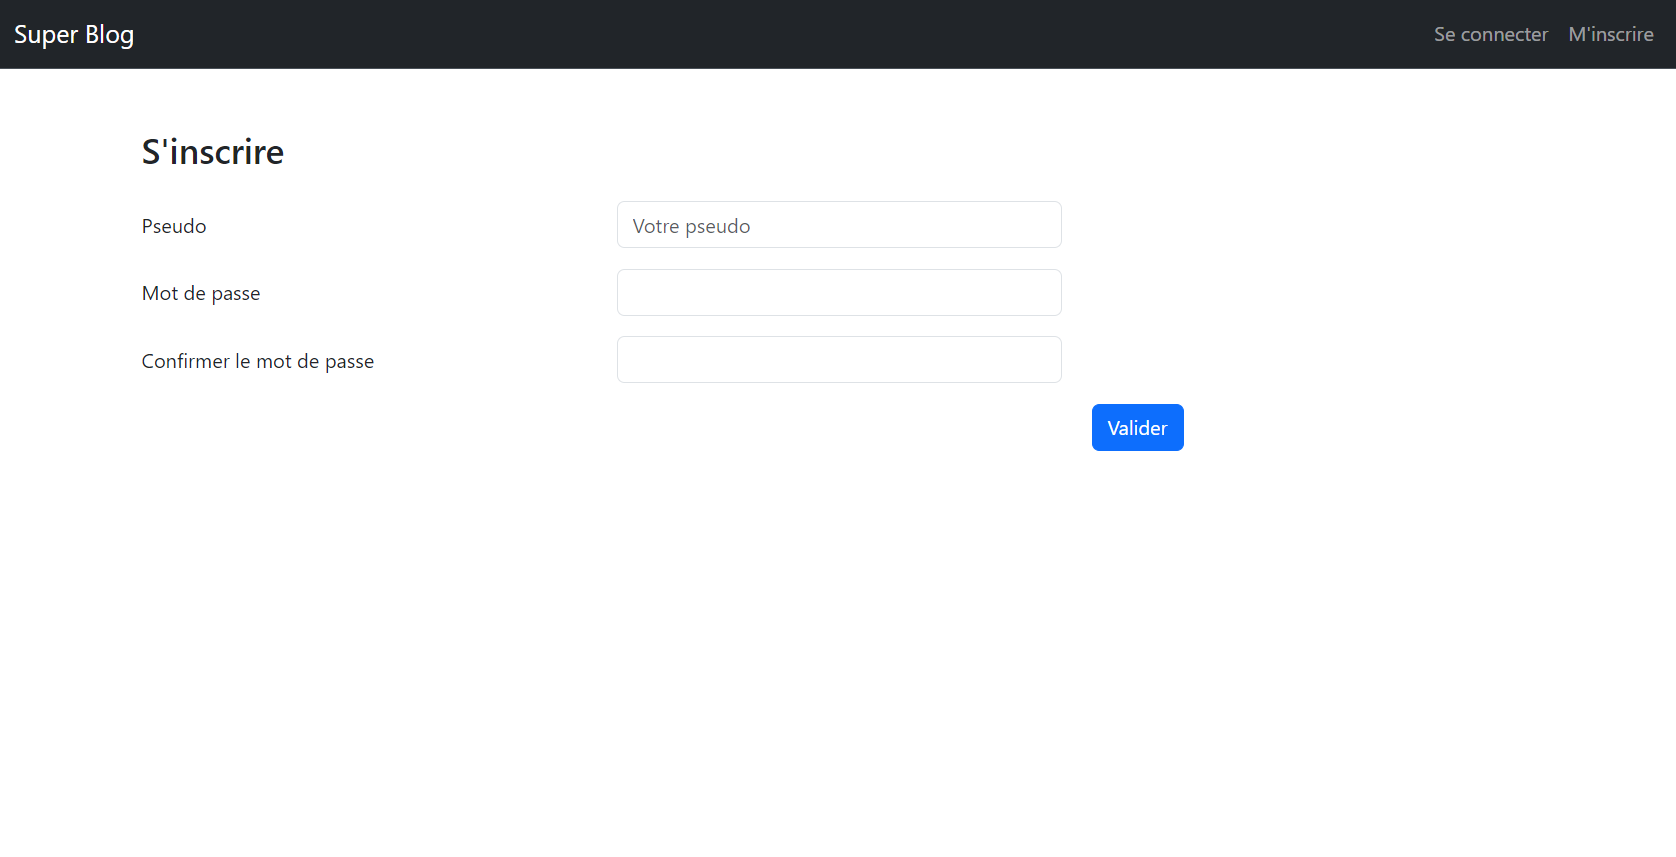 Super Blog
Se connecter M'inscrire
S'inscrire
Pseudo Votre pseudo
Mot de passe
Confirmer le mot de passe
Valider